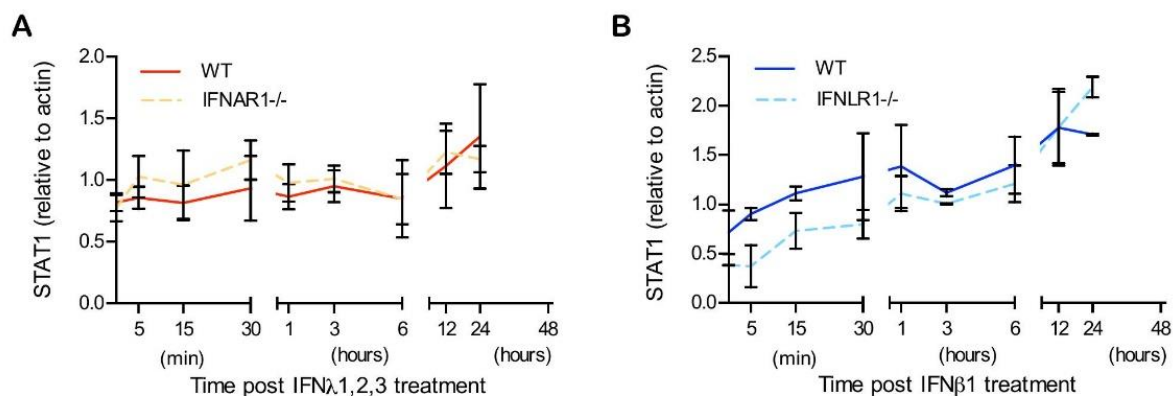 A
STAT1 (relative to actin)
2.0
1.5
1.0
0.5
0.0
WT
IFNAR1-/-
5 15 30 1 3 6 12 24 48
(min) (hours) (hours)
Time post IFNλ1,2,3 treatment
B
STAT1 (relative to actin)
2.5
2.0
1.5
1.0
0.5
0.0
WT
IFNLR1-/-
5 15 30 1 3 6 12 24 48
(min) (hours) (hours)
Time post IFNβ1 treatment